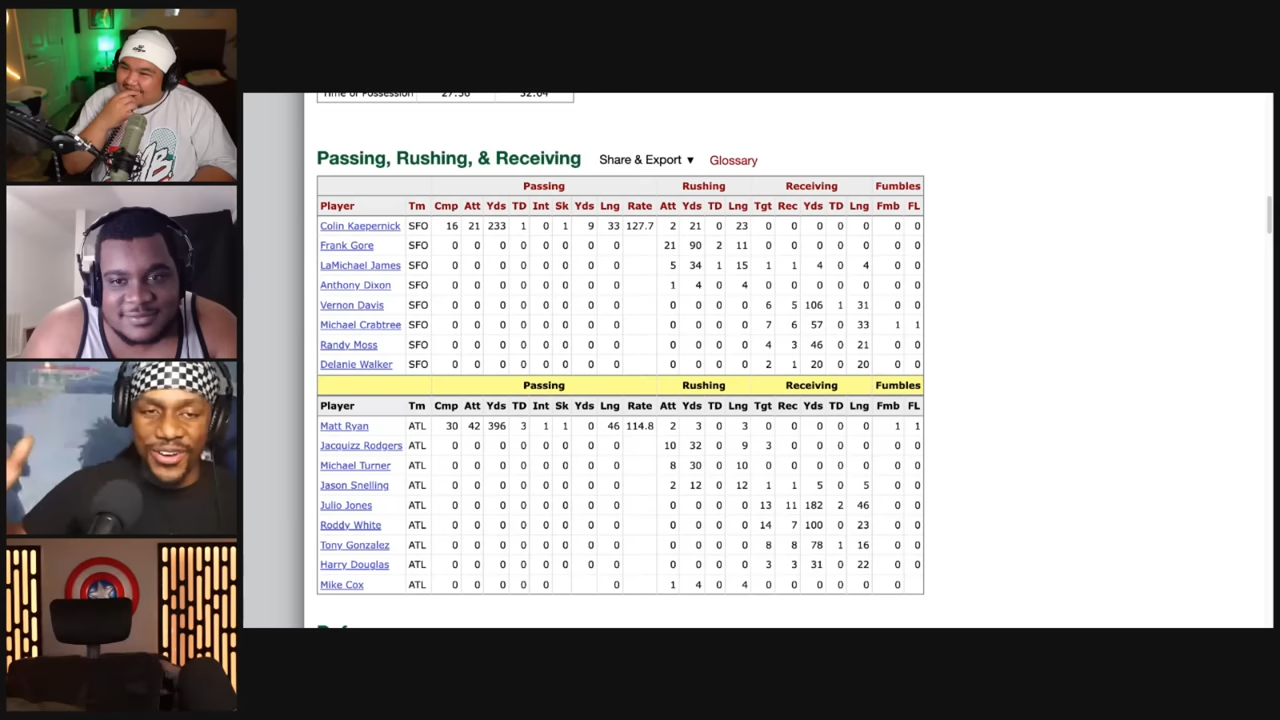 Time of Possession 27:56 32:04
Passing, Rushing, & Receiving Share & Export ▼ Glossary
Passing Rushing Receiving Fumbles
Player Tm Cmp Att Yds TD Int Sk Yds Lng Rate Att Yds TD Lng Tgt Rec Yds TD Lng Fmb FL
Colin Kaepernick SFO 16 21 233 1 0 1 9 33 127.7 2 21 0 23 0 0 0 0 0 0 0
Frank Gore SFO 0 0 0 0 0 0 0 0 21 90 2 11 0 0 0 0 0 0 0
LaMichael James SFO 0 0 0 0 0 0 0 0 5 34 1 15 1 1 4 0 4 0 0
Anthony Dixon SFO 0 0 0 0 0 0 0 0 1 4 0 4 0 0 0 0 0 0 0
Vernon Davis SFO 0 0 0 0 0 0 0 0 0 0 0 0 6 5 106 1 31 0 0
Michael Crabtree SFO 0 0 0 0 0 0 0 0 0 0 0 0 7 6 57 0 33 1 1
Randy Moss SFO 0 0 0 0 0 0 0 0 0 0 0 0 4 3 46 0 21 0 0
Delanie Walker SFO 0 0 0 0 0 0 0 0 0 0 0 0 2 1 20 0 20 0 0
Passing Rushing Receiving Fumbles
Player Tm Cmp Att Yds TD Int Sk Yds Lng Rate Att Yds TD Lng Tgt Rec Yds TD Lng Fmb FL
Matt Ryan ATL 30 42 396 3 1 1 0 46 114.8 2 3 0 3 0 0 0 0 0 1 1
Jacquizz Rodgers ATL 0 0 0 0 0 0 0 0 10 32 0 9 3 0 0 0 0 0 0
Michael Turner ATL 0 0 0 0 0 0 0 0 8 30 0 10 0 0 0 0 0 0 0
Jason Snelling ATL 0 0 0 0 0 0 0 0 2 12 0 12 1 1 5 0 5 0 0
Julio Jones ATL 0 0 0 0 0 0 0 0 0 0 0 0 13 11 182 2 46 0 0
Roddy White ATL 0 0 0 0 0 0 0 0 0 0 0 0 14 7 100 0 23 0 0
Tony Gonzalez ATL 0 0 0 0 0 0 0 0 0 0 0 0 8 8 78 1 16 0 0
Harry Douglas ATL 0 0 0 0 0 0 0 0 0 0 0 0 3 3 31 0 22 0 0
Mike Cox ATL 0 0 0 0 0 0 1 4 0 4 0 0 0 0 0 0